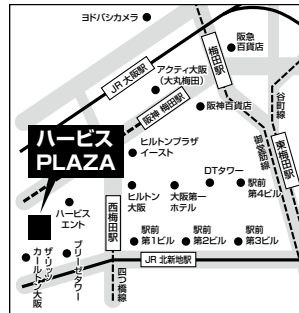 ヨドバシカメラ
阪急
百貨店
梅田駅
JR 大阪駅
アクティ大阪
(大丸梅田)
谷町線
阪神 梅田駅
阪神百貨店
ハービス
PLAZA
ヒルトンプラザ
イースト
御堂筋線
東梅田駅
DTタワー
ヒルトン
大阪
大阪第一
ホテル
駅前
第4ビル
ハービス
エント
西梅田駅
駅前
第1ビル
駅前
第2ビル
駅前
第3ビル
ザ・リッツ
カールトン大阪
ブリーゼタワー
四つ橋線
JR 北新地駅